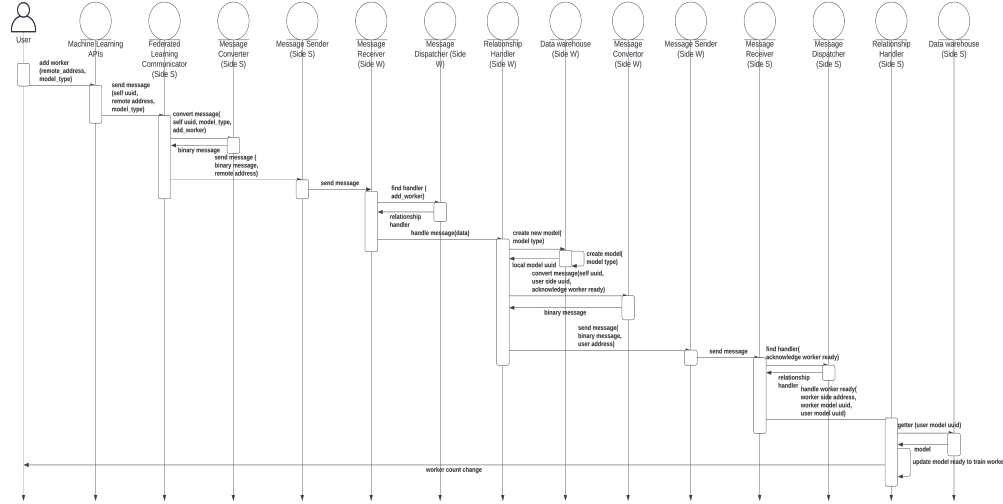 User
Machine Learning
APIs
Federated
Learning
Communicator
(Side S)
Message
Converter
(Side S)
Message Sender
(Side S)
Message
Receiver
(Side W)
Message
Dispatcher (Side
W)
Relationship
Handler
(Side W)
Data warehouse
(Side W)
Message
Convertor
(Side W)
Message Sender
(Side W)
Message
Receiver
(Side S)
Message
Dispatcher
(Side S)
Relationship
Handler
(Side S)
Data warehouse
(Side S)
add worker
(remote_address,
model_type)
send message
(self uuid,
remote address,
model_type)
convert message(
self uuid, model_type,
add_worker)
binary message
send message (
binary message,
remote address)
send message
find handler (
add_worker)
relationship
handler
handle message(data)
create new model(
model type)
create model(
model type)
local model uuid
convert message(self uuid,
user side uuid,
acknowledge worker ready)
binary message
send message(
binary message,
user address)
send message
find handler(
acknowledge worker ready)
relationship
handler
handle worker ready(
worker side address,
worker model uuid,
user model uuid)
getter (user model uuid)
model
update model ready to train worke
worker count change